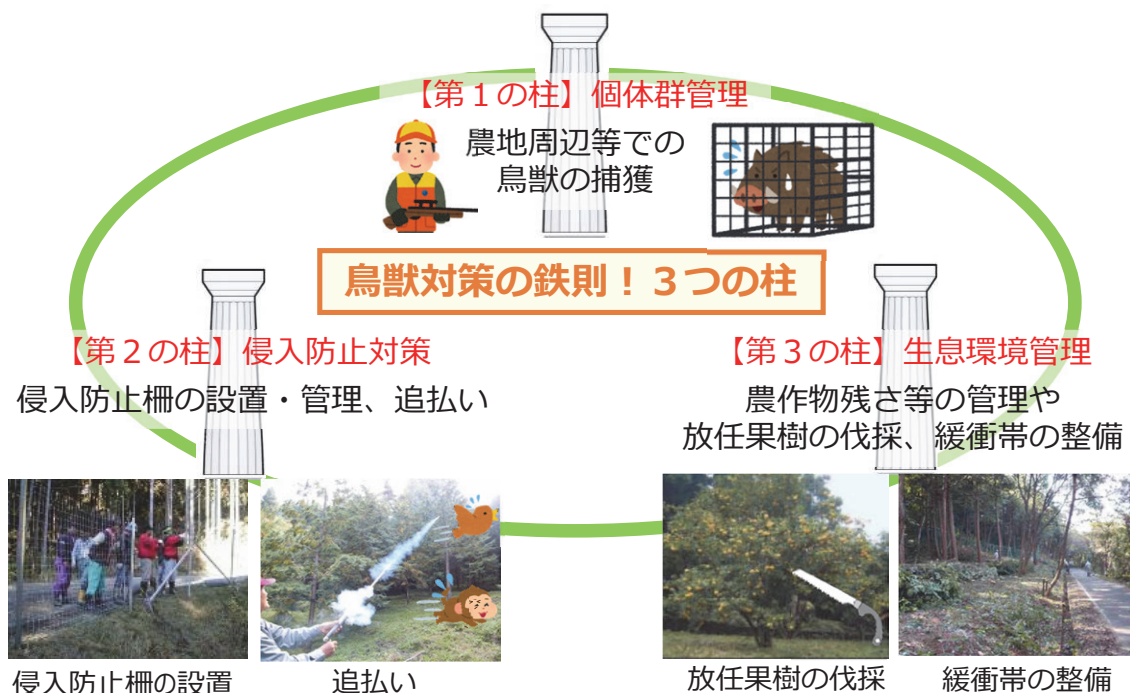 【第１の柱】個体群管理
農地周辺等での
鳥獣の捕獲
鳥獣対策の鉄則！３つの柱
【第２の柱】侵入防止対策
侵入防止柵の設置・管理、追払い
【第３の柱】生息環境管理
農作物残さ等の管理や
放任果樹の伐採、緩衝帯の整備
侵入防止柵の設置
追払い
放任果樹の伐採
緩衝帯の整備